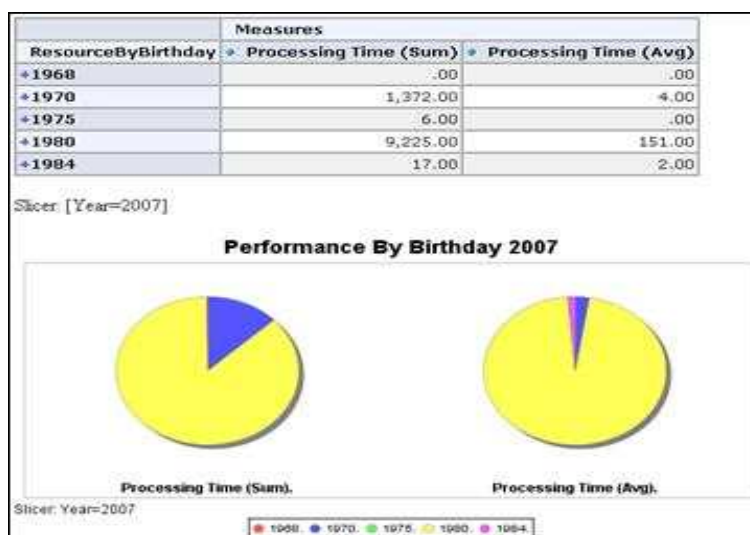 Measures
ResourceByBirthday Processing Time (Sum) Processing Time (Avg)
+1968 .00 .00
+1970 1,372.00 4.00
+1975 6.00 .00
+1980 9,225.00 151.00
+1984 17.00 2.00
Slicer: [Year=2007]
Performance By Birthday 2007
Processing Time (Sum). Processing Time (Avg).
Slicer: Year=2007
1968. 1970. 1975. 1980. 1984.